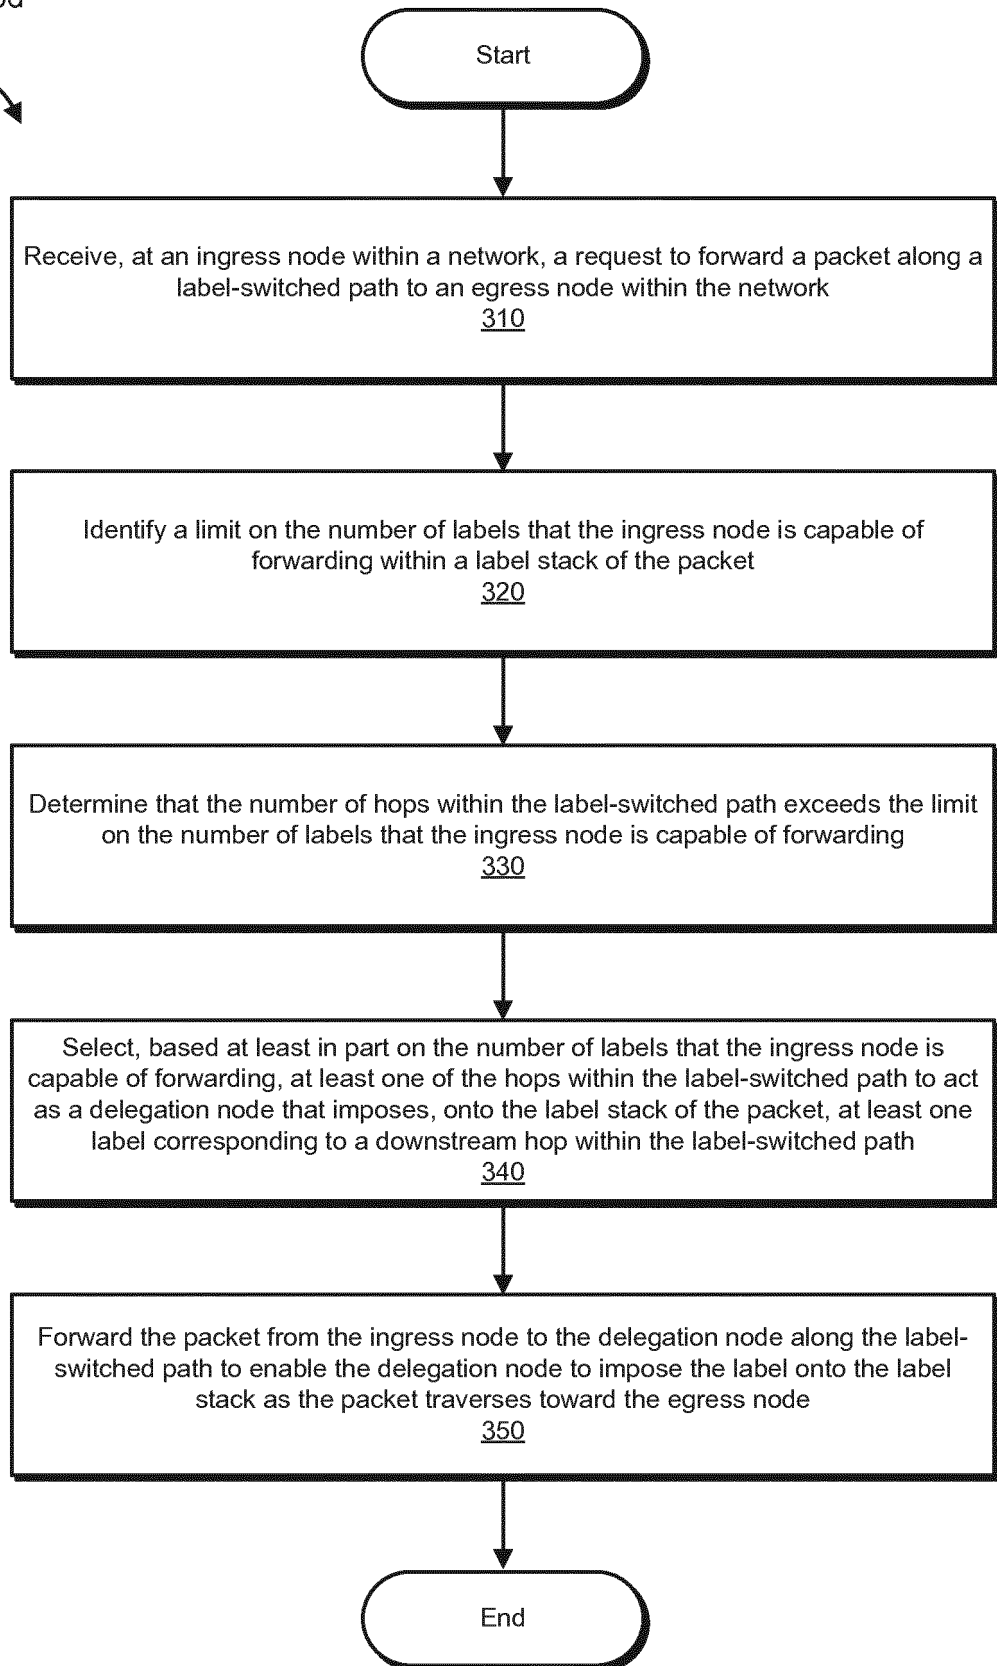 Start
Receive, at an ingress node within a network, a request to forward a packet along a
label-switched path to an egress node within the network
310
Identify a limit on the number of labels that the ingress node is capable of
forwarding within a label stack of the packet
320
Determine that the number of hops within the label-switched path exceeds the limit
on the number of labels that the ingress node is capable of forwarding
330
Select, based at least in part on the number of labels that the ingress node is
capable of forwarding, at least one of the hops within the label-switched path to act
as a delegation node that imposes, onto the label stack of the packet, at least one
label corresponding to a downstream hop within the label-switched path
340
Forward the packet from the ingress node to the delegation node along the label-
switched path to enable the delegation node to impose the label onto the label
stack as the packet traverses toward the egress node
350
End